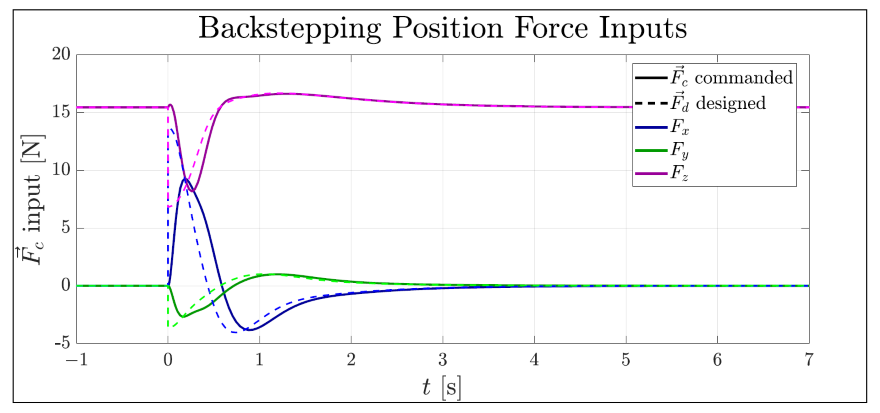 Backstepping Position Force Inputs
F⃗c input [N]
20
15
10
5
0
-5
−1 0 1 2 3 4 5 6 7
t [s]
F⃗c commanded
F⃗d designed
Fx
Fy
Fz